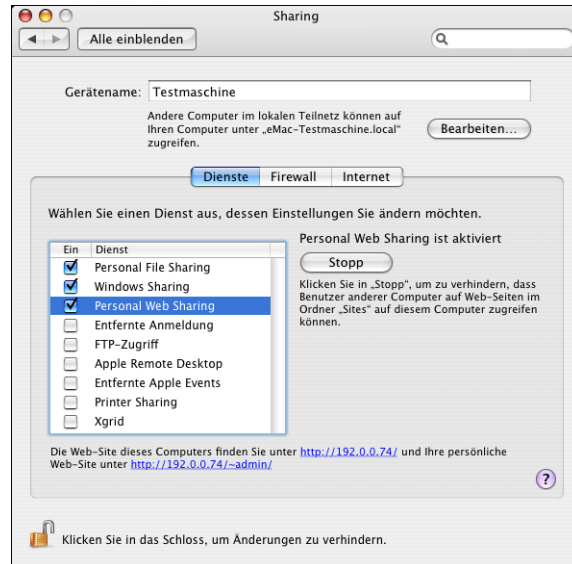 Sharing
Alle einblenden
Gerätename: Testmaschine
Andere Computer im lokalen Teilnetz können auf
Ihren Computer unter „eMac-Testmaschine.local“
zugreifen.
Bearbeiten...
Dienste Firewall Internet
Wählen Sie einen Dienst aus, dessen Einstellungen Sie ändern möchten.
Ein Dienst
Personal File Sharing
Windows Sharing
Personal Web Sharing
Entfernte Anmeldung
FTP-Zugriff
Apple Remote Desktop
Entfernte Apple Events
Printer Sharing
Xgrid
Personal Web Sharing ist aktiviert
Stopp
Klicken Sie in „Stopp“, um zu verhindern, dass
Benutzer anderer Computer auf Web-Seiten im
Ordner „Sites“ auf diesem Computer zugreifen
können.
Die Web-Site dieses Computers finden Sie unter http://192.0.0.74/ und Ihre persönliche
Web-Site unter http://192.0.0.74/~admin/
?
Klicken Sie in das Schloss, um Änderungen zu verhindern.